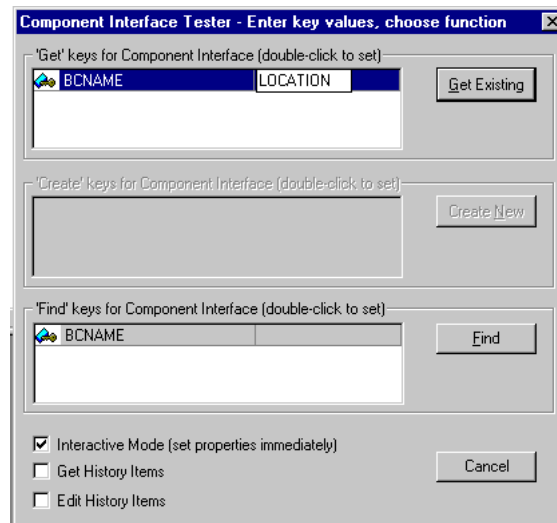 Component Interface Tester - Enter key values, choose function
'Get' keys for Component Interface (double-click to set)
BCNAME LOCATION
Get Existing
'Create' keys for Component Interface (double-click to set)
Create New
'Find' keys for Component Interface (double-click to set)
BCNAME
Find
Interactive Mode (set properties immediately)
Get History Items
Cancel
Edit History Items